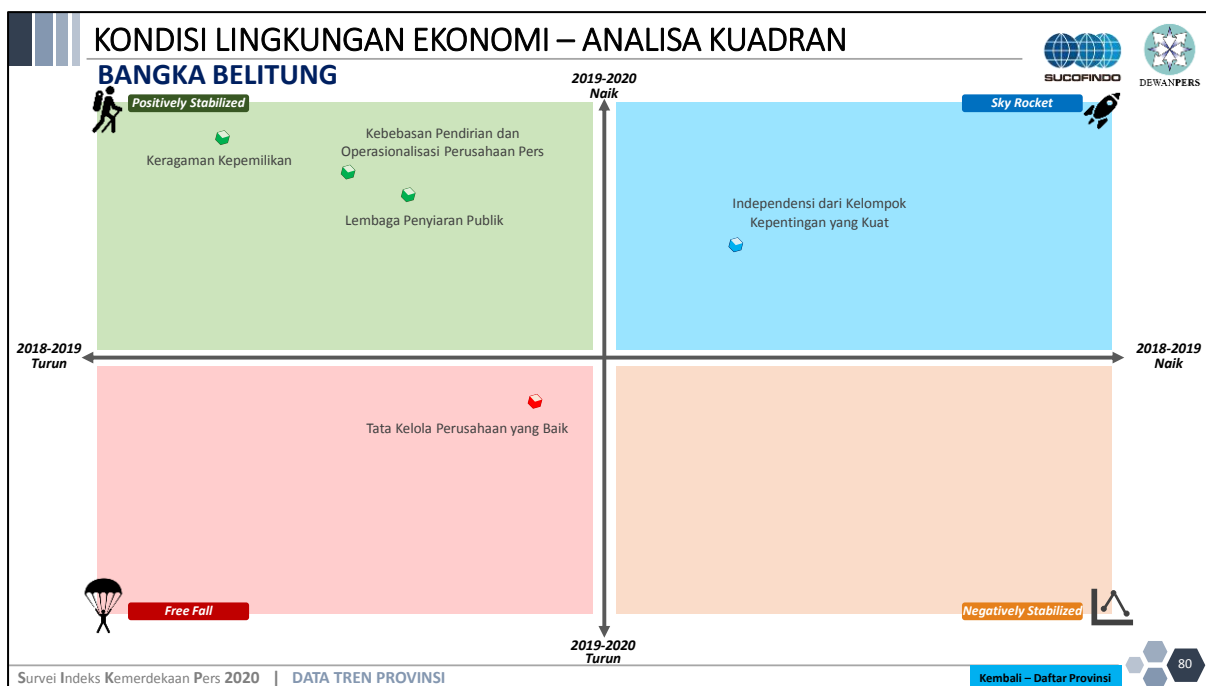 KONDISI LINGKUNGAN EKONOMI – ANALISA KUADRAN
BANGKA BELITUNG
SUCOFINDO
DEWANPERS
2019-2020
Naik
Positively Stabilized
Sky Rocket
Keragaman Kepemilikan
Kebebasan Pendirian dan
Operasionalisasi Perusahaan Pers
Lembaga Penyiaran Publik
Independensi dari Kelompok
Kepentingan yang Kuat
2018-2019
Turun
2018-2019
Naik
Tata Kelola Perusahaan yang Baik
Free Fall
Negatively Stabilized
2019-2020
Turun
Survei Indeks Kemerdekaan Pers 2020 | DATA TREN PROVINSI
Kembali – Daftar Provinsi
80